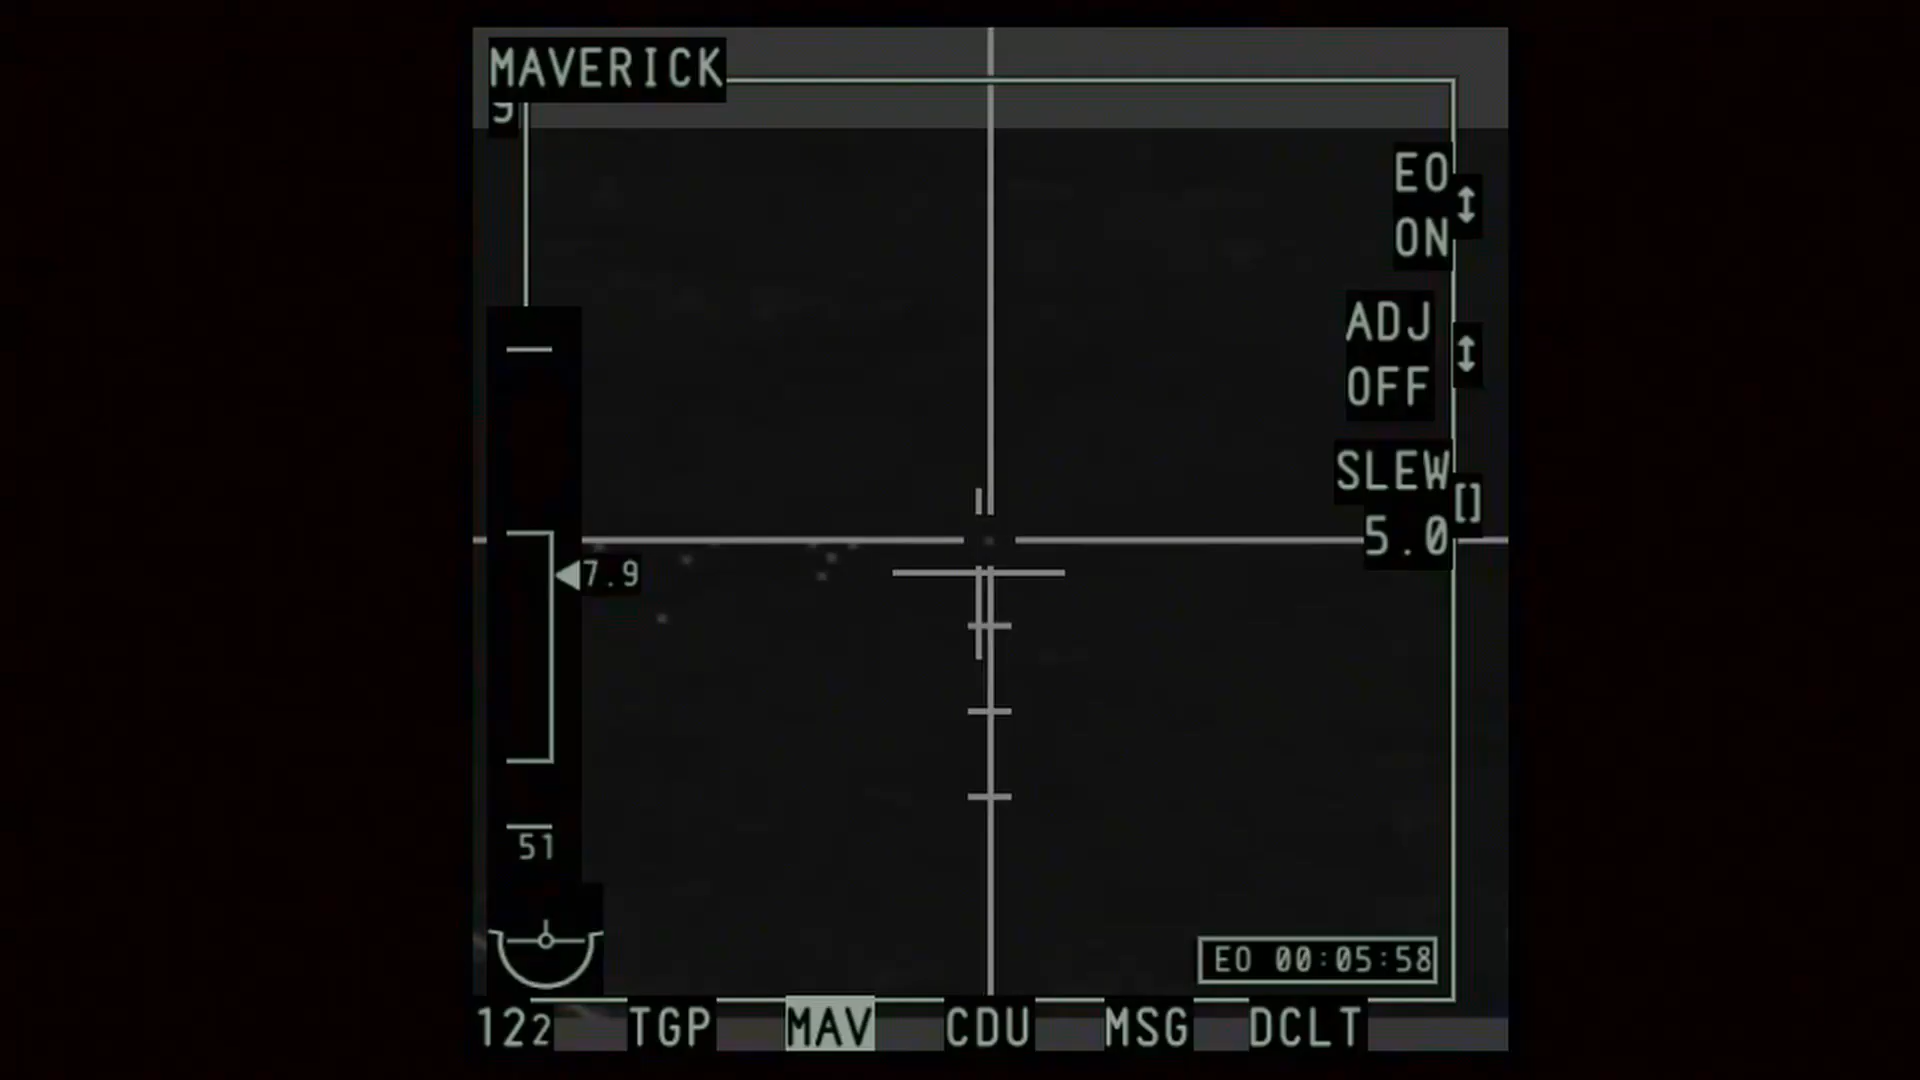 MAVERICK
EO
ON
ADJ
OFF
SLEW
5.0
7.9
51
EO 00:05:58
122 TGP MAV CDU MSG DCLT